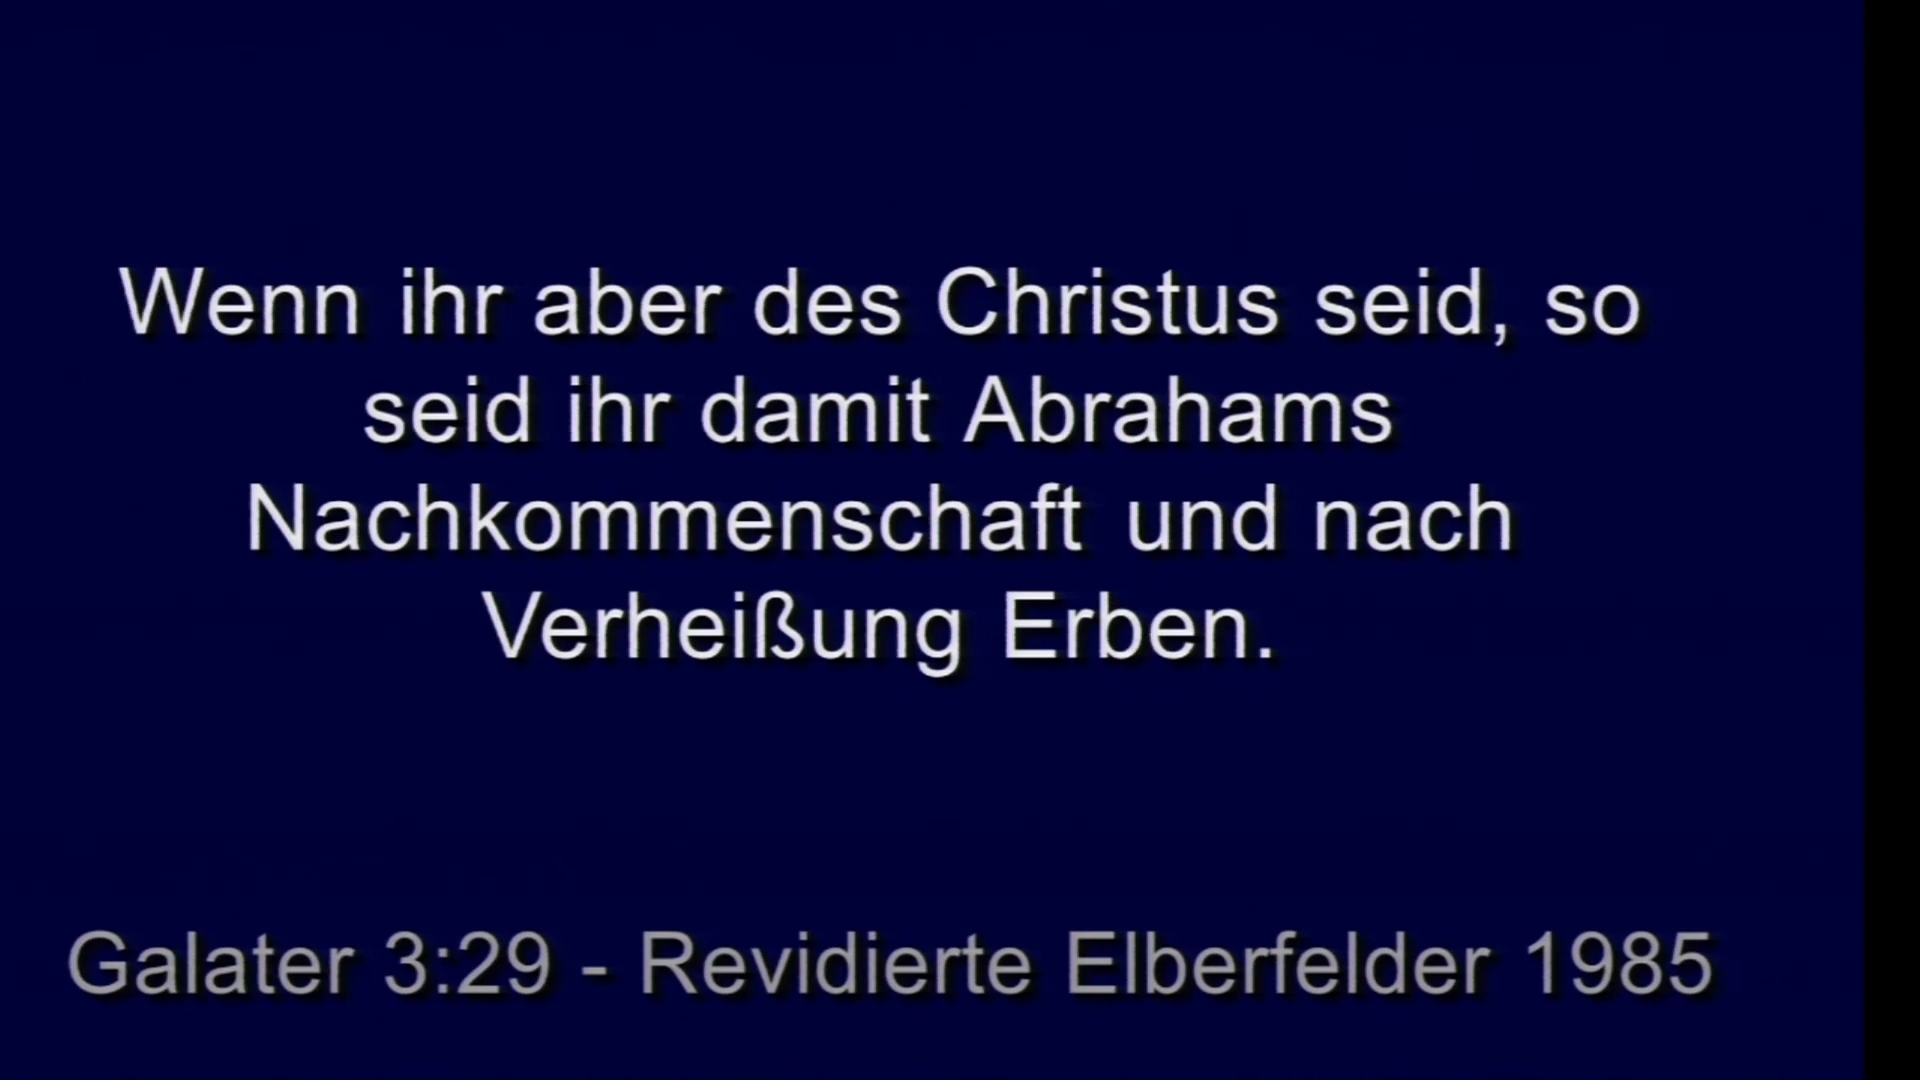 Wenn ihr aber des Christus seid, so
seid ihr damit Abrahams
Nachkommenschaft und nach
Verheißung Erben.
Galater 3:29 - Revidierte Elberfelder 1985